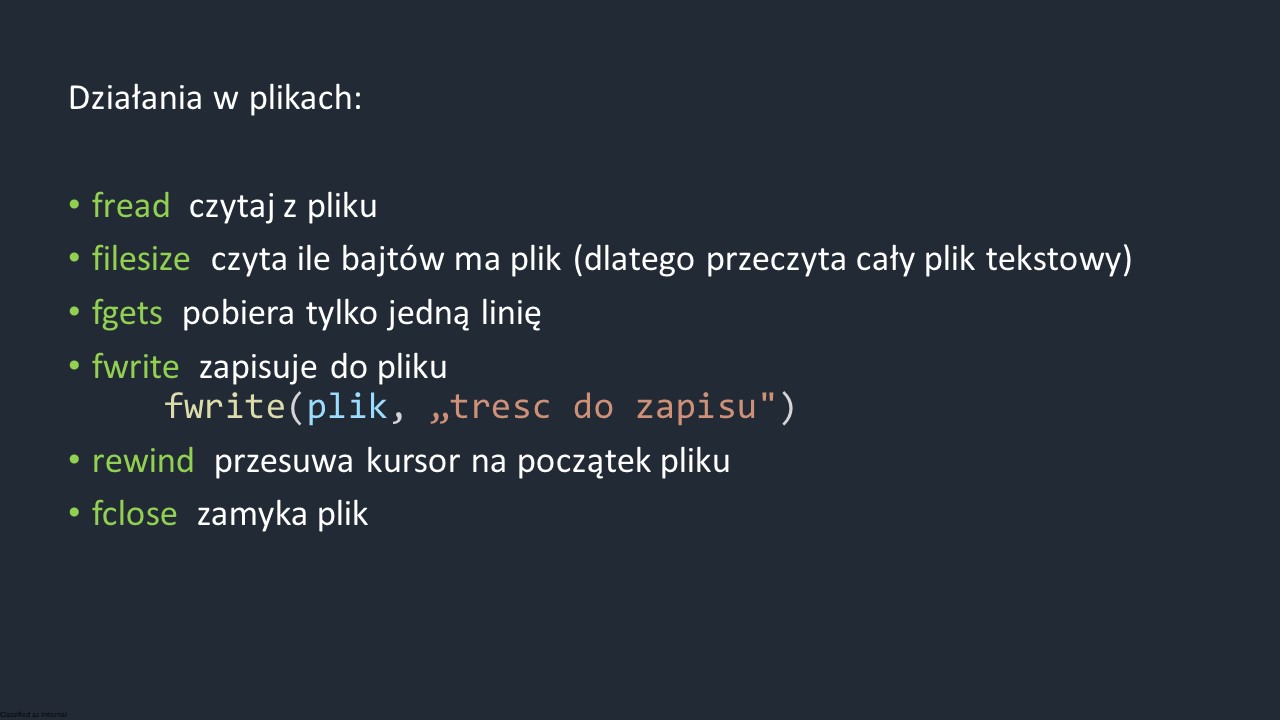 Działania w plikach:
• fread czytaj z pliku
• filesize czyta ile bajtów ma plik (dlatego przeczyta cały plik tekstowy)
• fgets pobiera tylko jedną linię
• fwrite zapisuje do pliku
fwrite(plik, „tresc do zapisu")
• rewind przesuwa kursor na początek pliku
• fclose zamyka plik
Classified as Internal